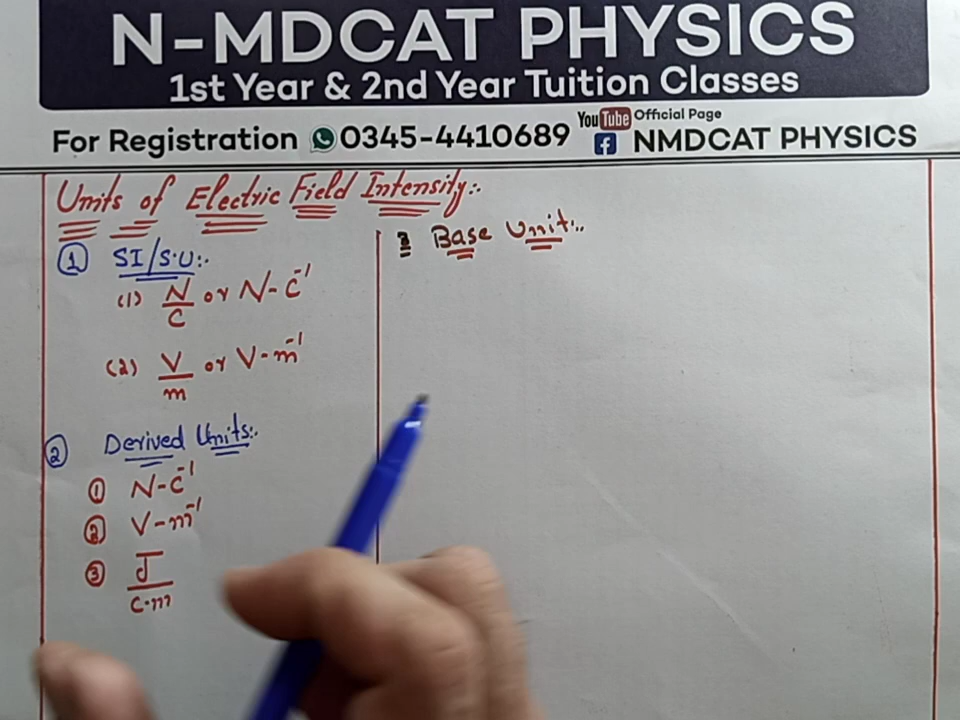 N-MDCAT PHYSICS
1st Year & 2nd Year Tuition Classes
For Registration 0345-4410689 YouTube Official Page
NMDCAT PHYSICS
Units of Electric Field Intensity:.
① SI/S.U:.
(1) N/C or N-C⁻¹
(2) V/m or V-m⁻¹
② Derived Units:.
① N-C⁻¹
② V-m⁻¹
③ J/C.m
3 Base Unit:.